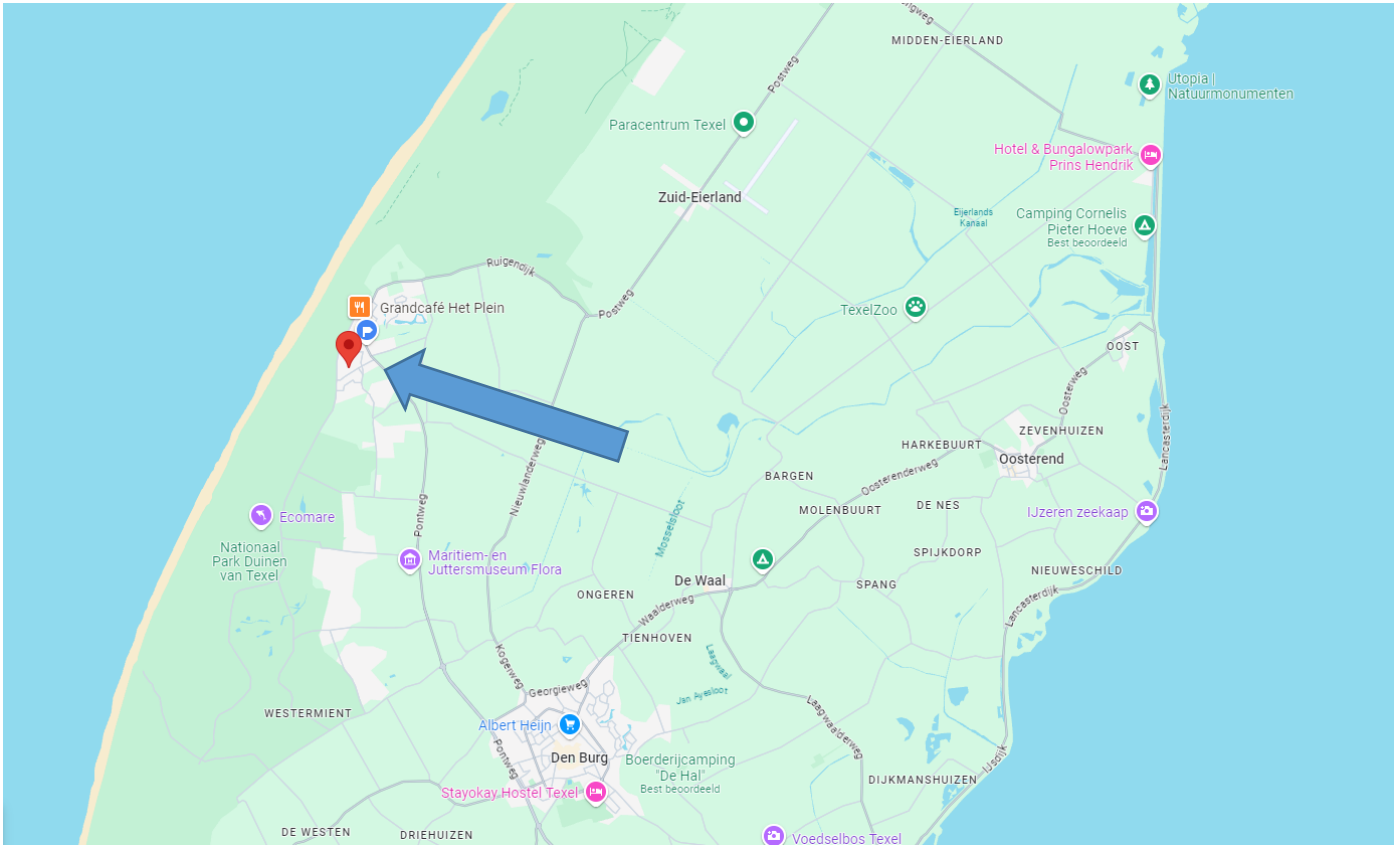 ngweg
MIDDEN-EIERLAND
Postweg
Utopia |
Natuurmonumenten
Paracentrum Texel
Hotel & Bungalowpark
Prins Hendrik
Zuid-Eierland
Eijerlands
Kanaal
Camping Cornelis
Pieter Hoeve
Best beoordeeld
Ruigendijk
Grandcafé Het Plein
Postweg
TexelZoo
OOST
Oosterweg
Lancasterdijk
ZEVENHUIZEN
HARKEBUURT
Oosterend
Nieuwlanderweg
BARGEN
Oosterenderweg
Pontweg
MOLENBUURT
DE NES
IJzeren zeekaap
Ecomare
Mosselsloot
Nationaal
Park Duinen
van Texel
Maritiem- en
Juttersmuseum Flora
SPIJKDORP
NIEUWESCHILD
De Waal
SPANG
ONGEREN
Waalderweg
Lancasterdijk
TIENHOVEN
Kogerweg
Laagwaal
Georgieweg
Jan Ayesloot
WESTERMIENT
Albert Heijn
Laagwaalderweg
Pontweg
Den Burg
Boerderijcamping
"De Hal"
Best beoordeeld
IJsdijk
DIJKMANSHUIZEN
Stayokay Hostel Texel
DE WESTEN
DRIEHUIZEN
Voedselbos Texel